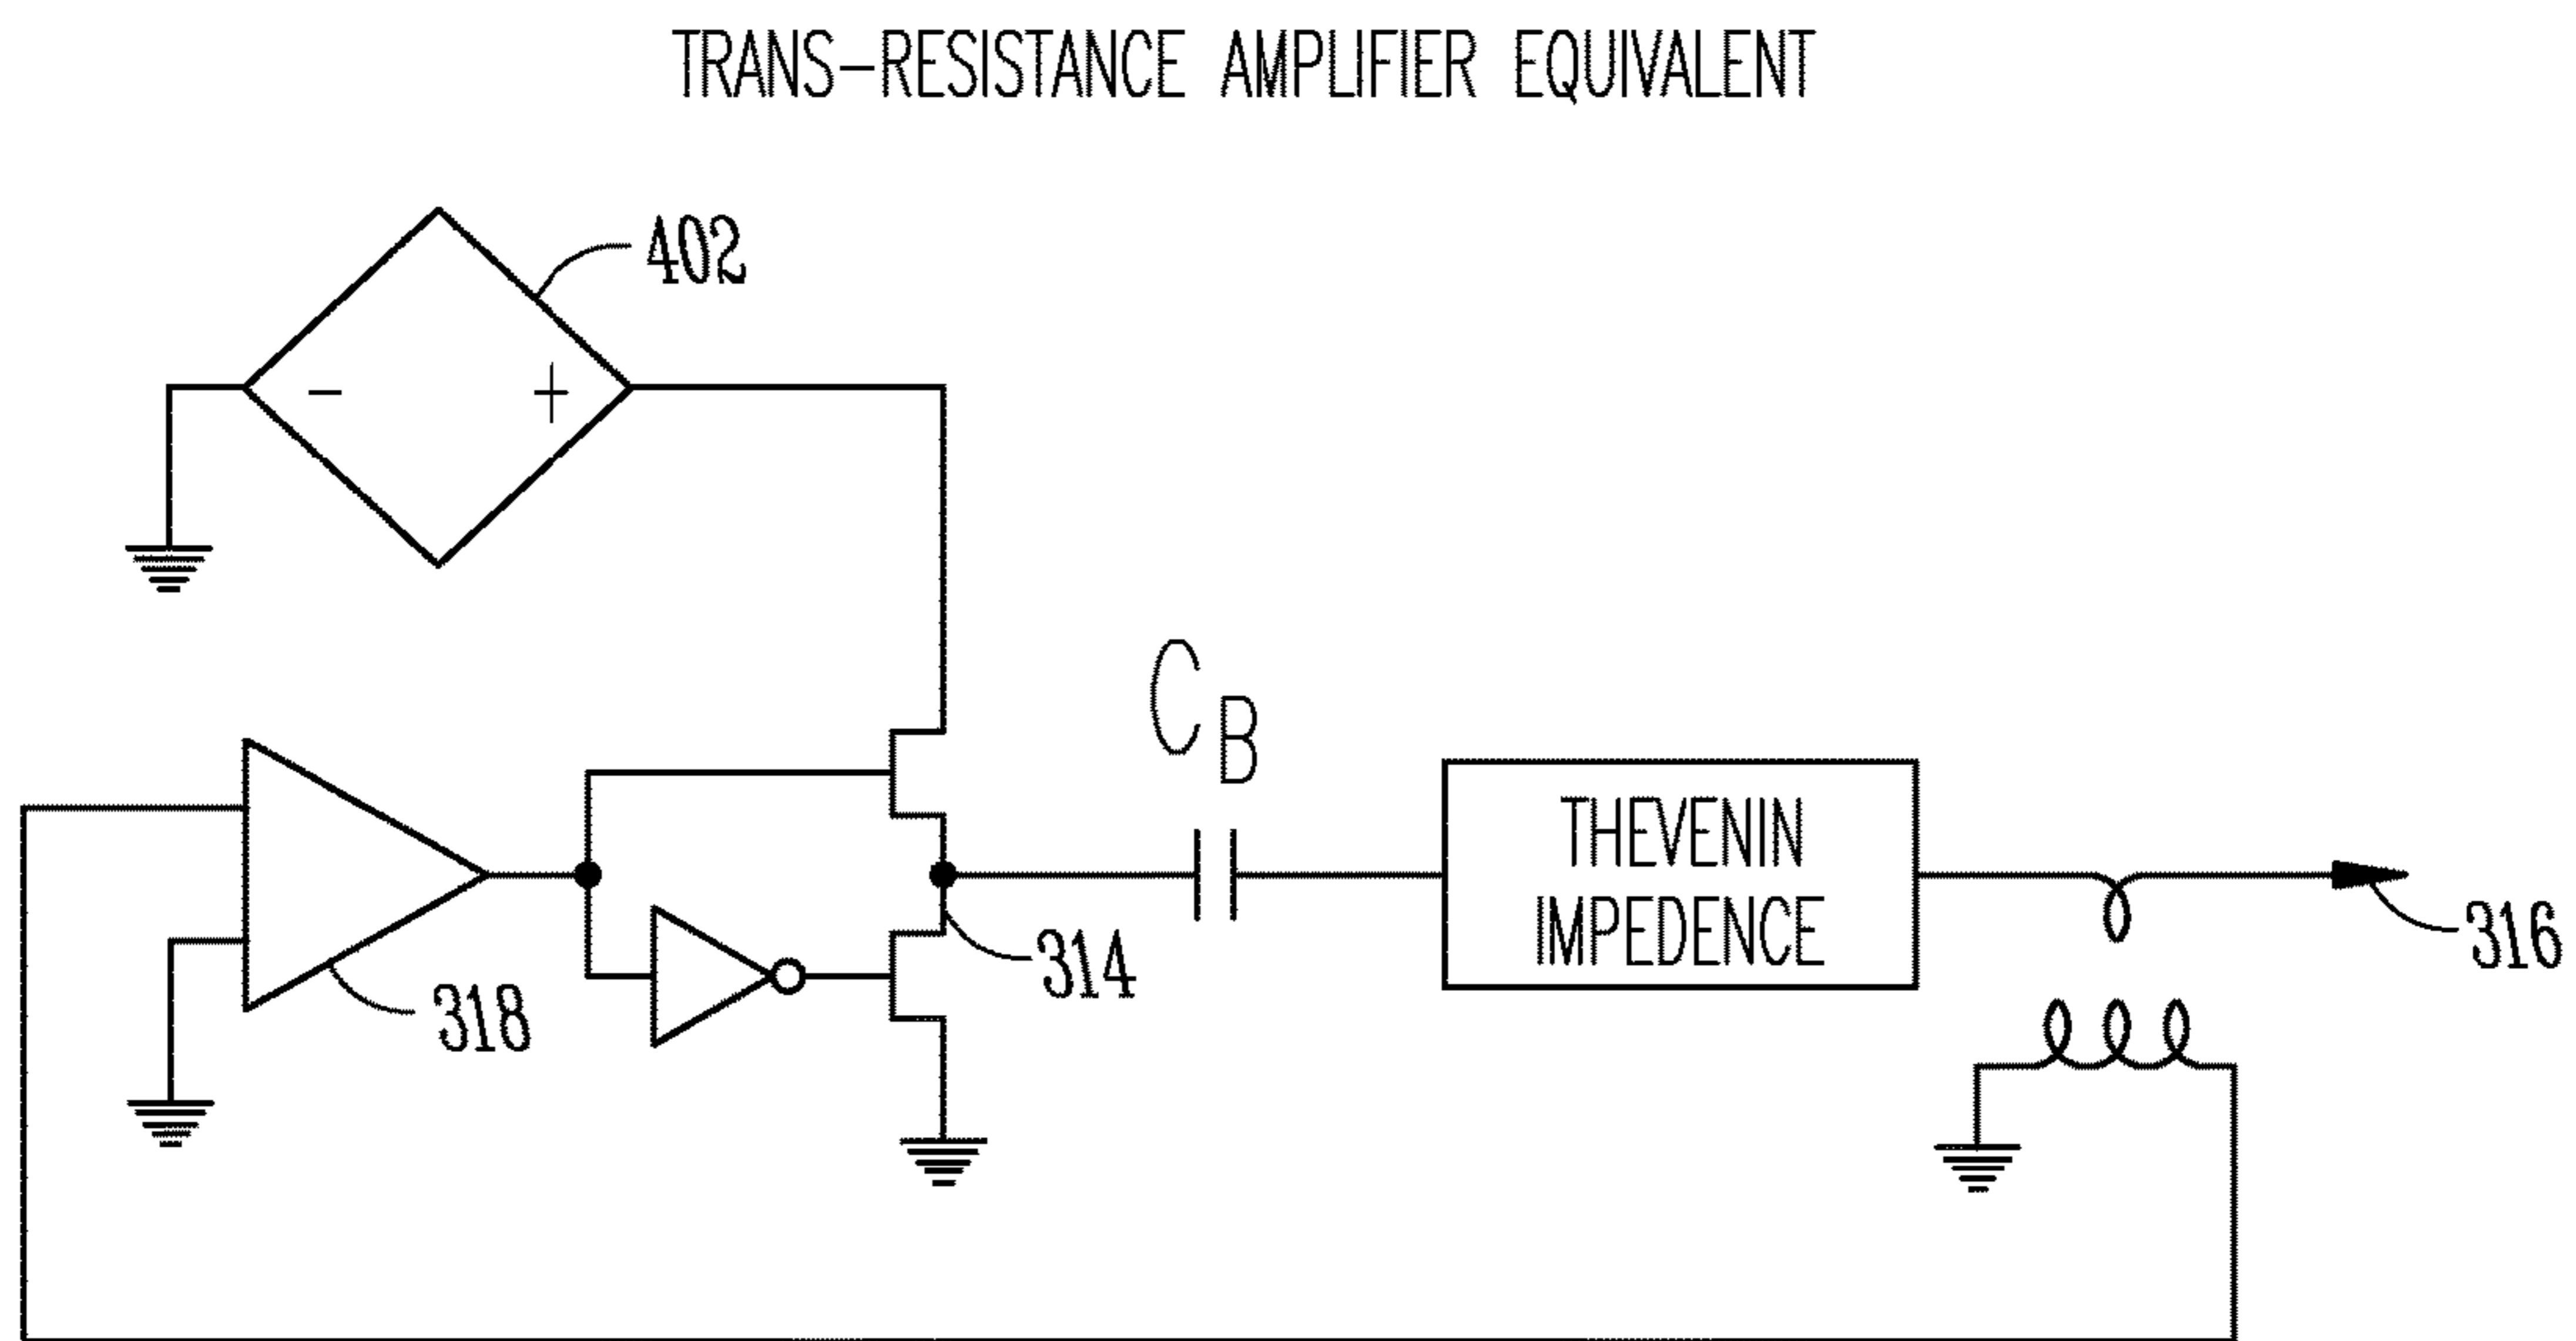 TRANS-RESISTANCE AMPLIFIER EQUIVALENT
402
- +
C B
THEVENIN
IMPEDENCE
314
316
318